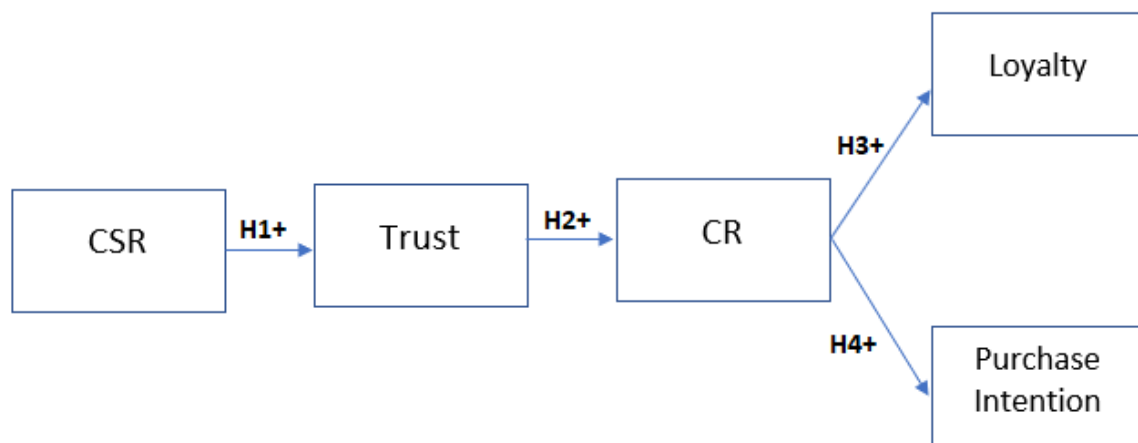 Loyalty
H3+
CSR
H1+
Trust
H2+
CR
H4+
Purchase
Intention